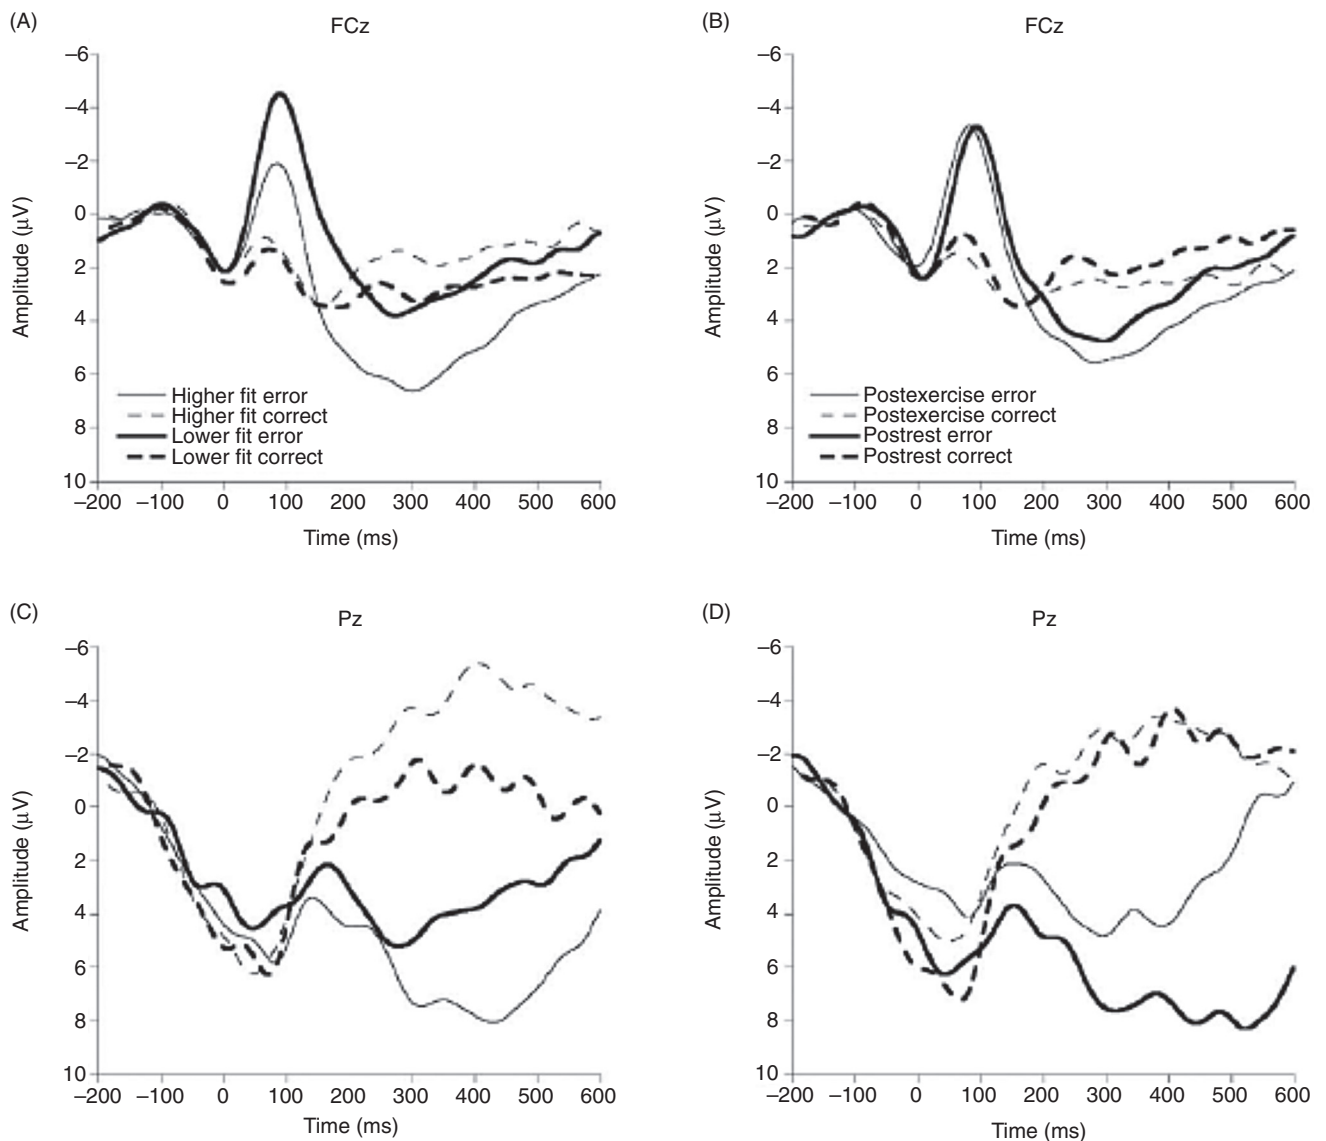 (A)
FCz
–6
–4
–2
0
2
4
6
8
10
Amplitude (μV)
Higher fit error
Higher fit correct
Lower fit error
Lower fit correct
–200 –100 0 100 200 300 400 500 600
Time (ms)
(B)
FCz
–6
–4
–2
0
2
4
6
8
10
Amplitude (μV)
Postexercise error
Postexercise correct
Postrest error
Postrest correct
–200 –100 0 100 200 300 400 500 600
Time (ms)
(C)
Pz
–6
–4
–2
0
2
4
6
8
10
Amplitude (μV)
–200 –100 0 100 200 300 400 500 600
Time (ms)
(D)
Pz
–6
–4
–2
0
2
4
6
8
10
Amplitude (μV)
–200 –100 0 100 200 300 400 500 600
Time (ms)